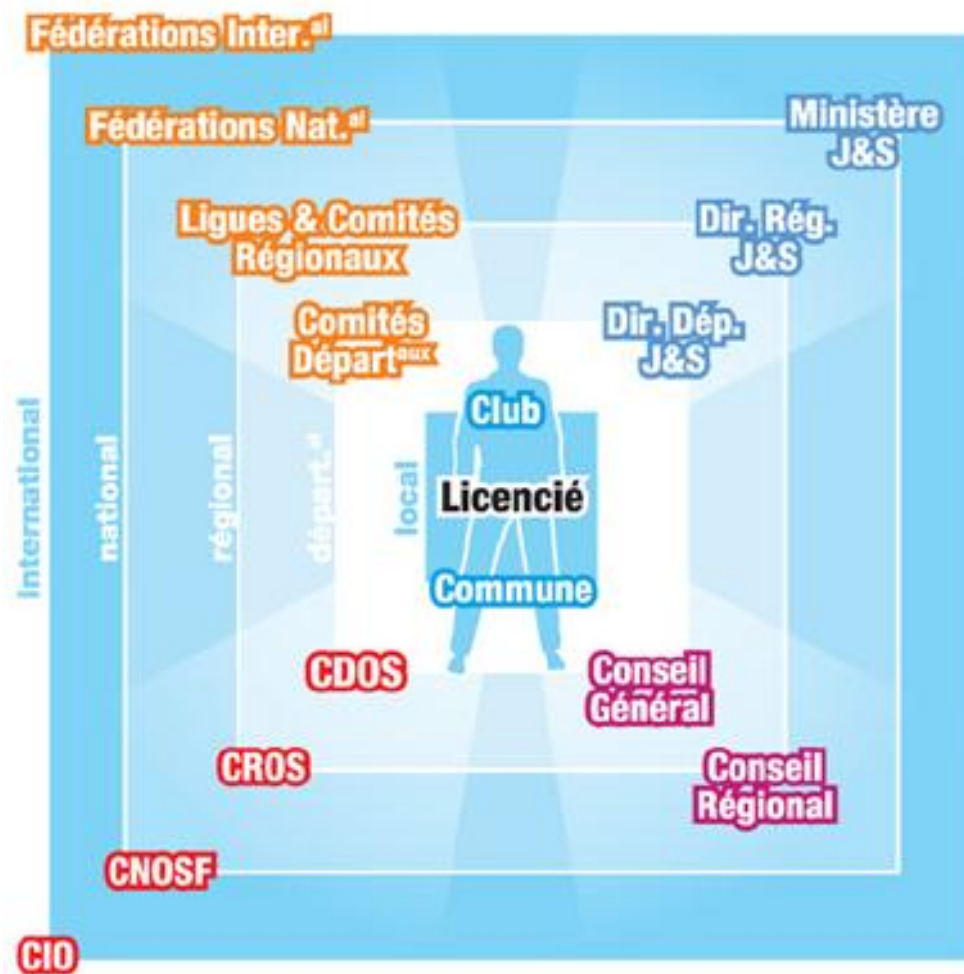 Fédérations Inter.al
Fédérations Nat.al
Ministère
J&S
Ligues & Comités
Régionaux
Dir. Rég.
J&S
Comités
Départaux
Dir. Dép.
J&S
International
national
régional
départ.al
local
Club
Licencié
Commune
CDOS
Conseil
Général
CROS
Conseil
Régional
CNOSF
CIO